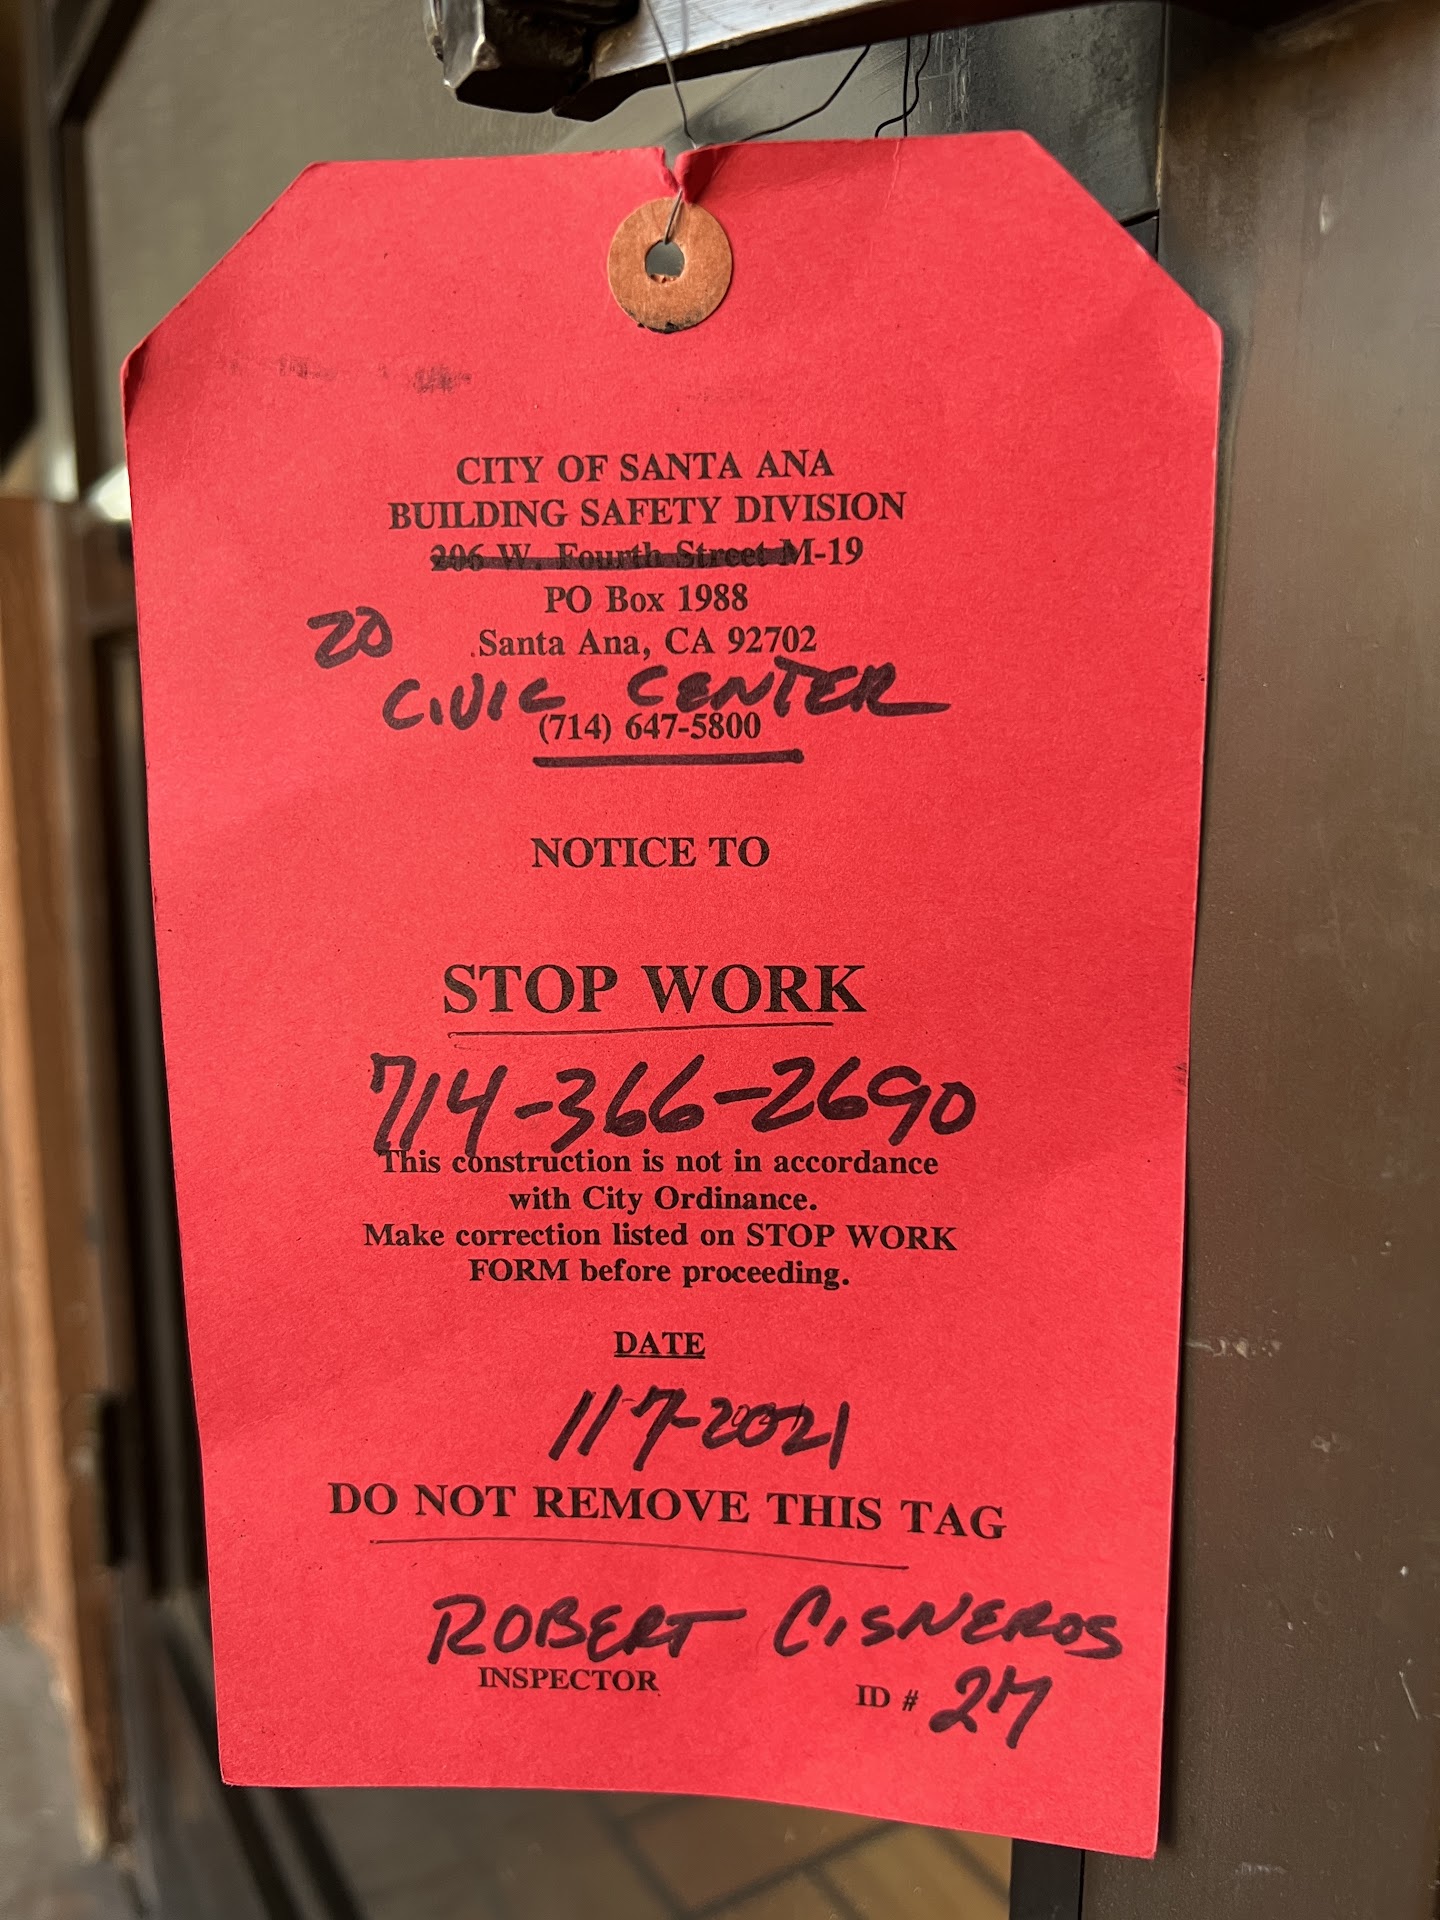 CITY OF SANTA ANA
BUILDING SAFETY DIVISION
206 W. Fourth Street M-19
PO Box 1988
20
Santa Ana, CA 92702
CIVIC CENTER
(714) 647-5800
NOTICE TO
STOP WORK
714-366-2690
This construction is not in accordance
with City Ordinance.
Make correction listed on STOP WORK
FORM before proceeding.
DATE
11-7-2021
DO NOT REMOVE THIS TAG
ROBERT CISNEROS
INSPECTOR
ID # 27